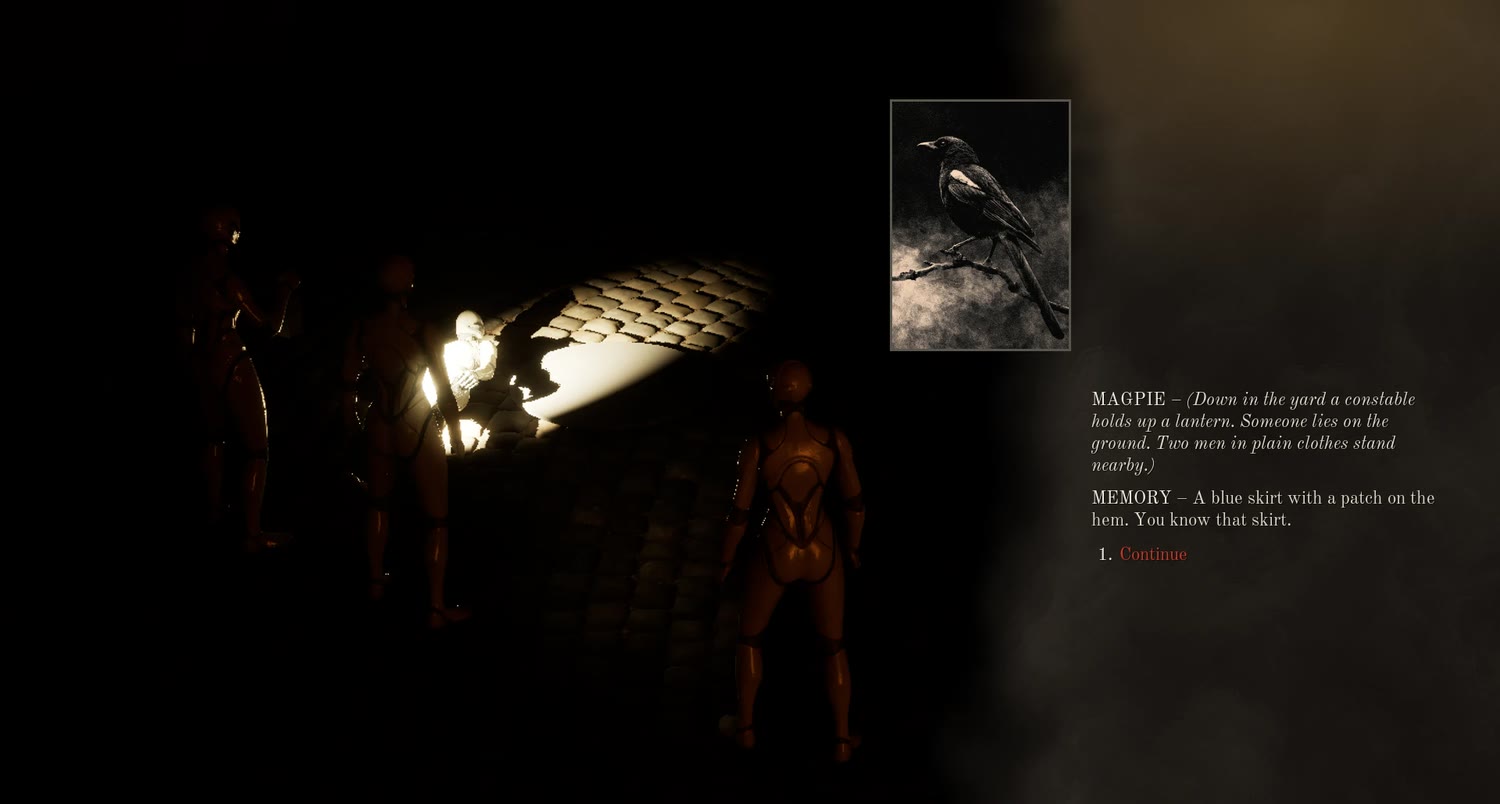 MAGPIE – (Down in the yard a constable
holds up a lantern. Someone lies on the
ground. Two men in plain clothes stand
nearby.)
MEMORY – A blue skirt with a patch on the
hem. You know that skirt.
1. Continue